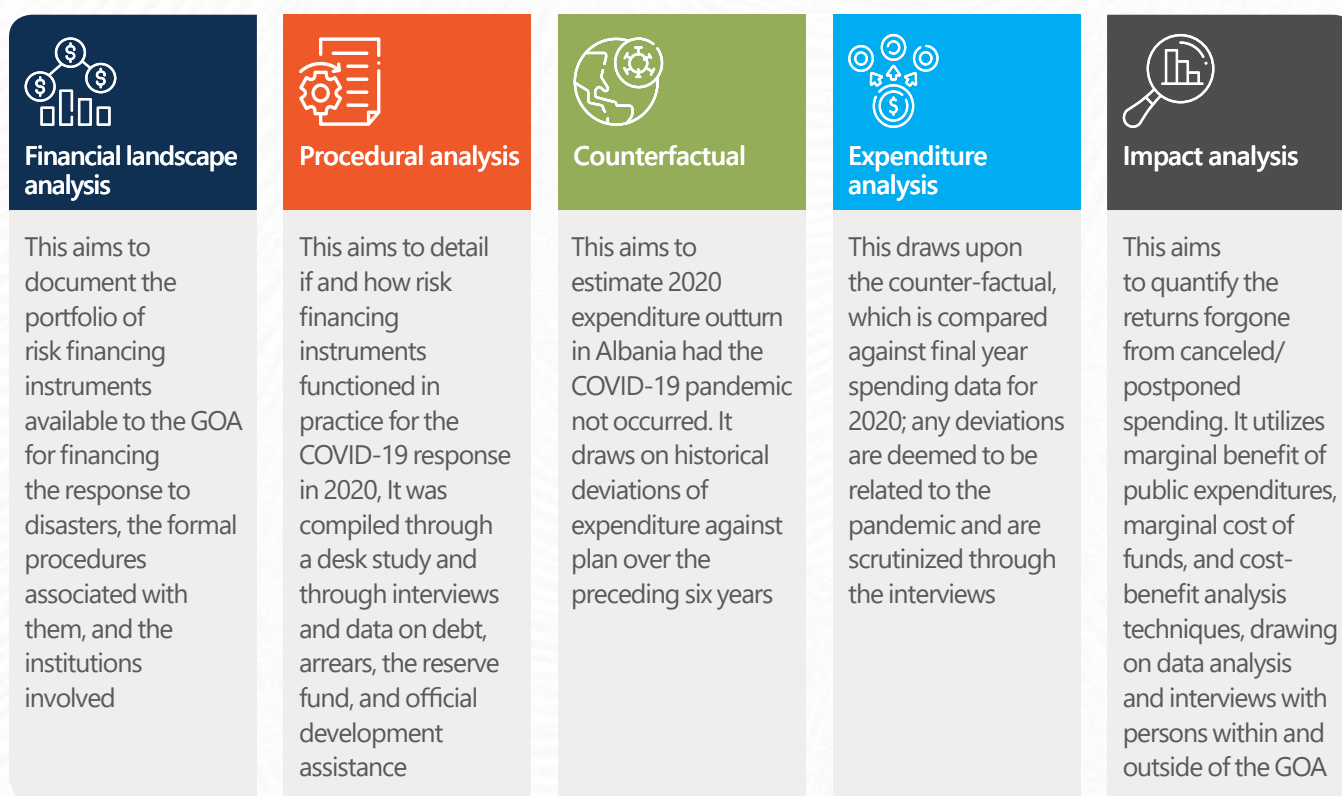 Financial landscape
analysis
This aims to
document the
portfolio of
risk financing
instruments
available to the GOA
for financing
the response to
disasters, the formal
procedures
associated with
them, and the
institutions
involved
Procedural analysis
This aims to detail
if and how risk
financing
instruments
functioned in
practice for the
COVID-19 response
in 2020, It was
compiled through
a desk study and
through interviews
and data on debt,
arrears, the reserve
fund, and official
development
assistance
Counterfactual
This aims to
estimate 2020
expenditure outturn
in Albania had the
COVID-19 pandemic
not occurred. It
draws on historical
deviations of
expenditure against
plan over the
preceding six years
Expenditure
analysis
This draws upon
the counter-factual,
which is compared
against final year
spending data for
2020; any deviations
are deemed to be
related to the
pandemic and are
scrutinized through
the interviews
Impact analysis
This aims
to quantify the
returns forgone
from canceled/
postponed
spending. It utilizes
marginal benefit of
public expenditures,
marginal cost of
funds, and cost-
benefit analysis
techniques, drawing
on data analysis
and interviews with
persons within and
outside of the GOA